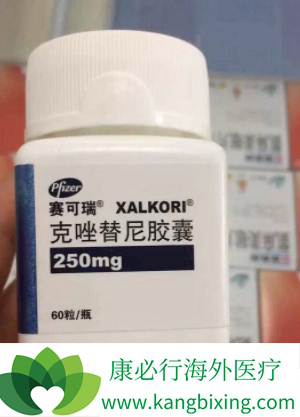 Pfizer
赛可瑞® XALKORI®
克唑替尼胶囊
250mg
60粒/瓶
康必行海外医疗
www.kangbixing.com